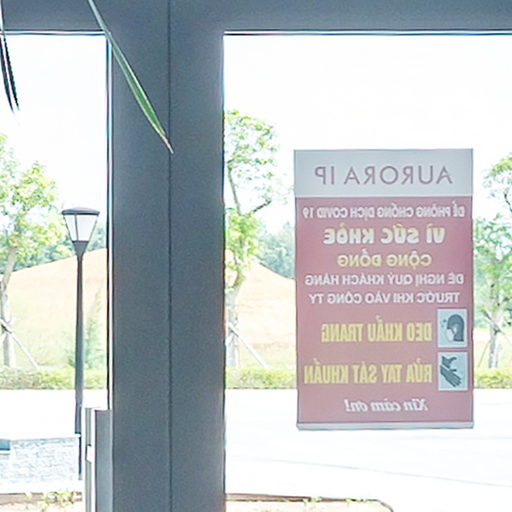 AURORA IP
ĐỂ PHÒNG CHỐNG DỊCH COVID 19
VÌ SỨC KHỎE
CỘNG ĐỒNG
ĐỀ NGHỊ QUÝ KHÁCH HÀNG
TRƯỚC KHI VÀO CÔNG TY
ĐEO KHẨU TRANG
RỬA TAY SÁT KHUẨN
Xin cảm ơn!